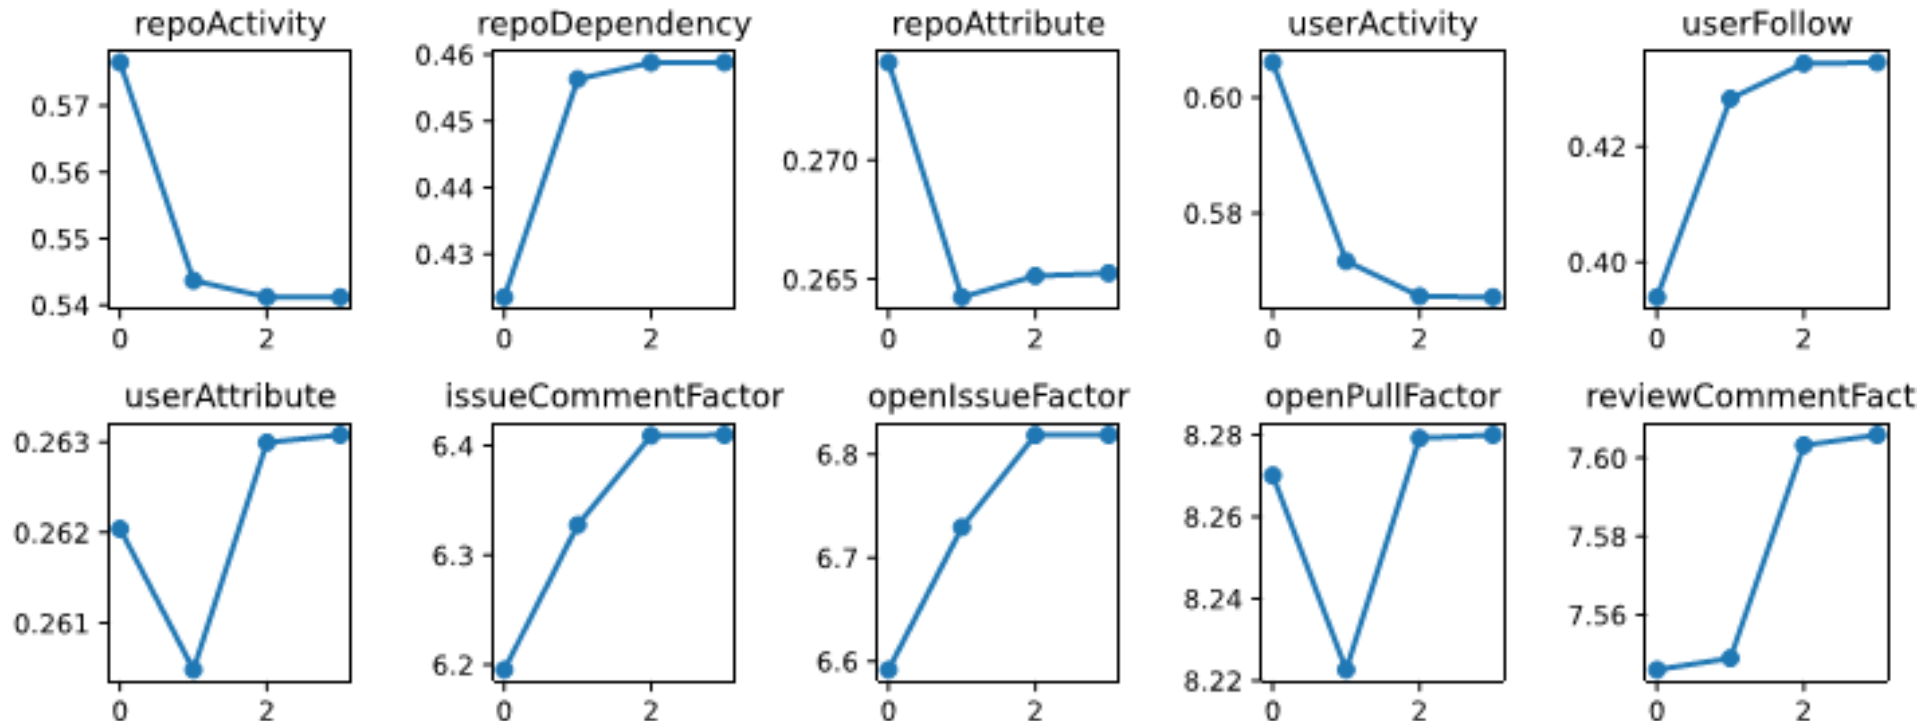 repoActivity repoDependency repoAttribute userActivity userFollow
0.57 0.56 0.55 0.54 0 2
0.46 0.45 0.44 0.43 0 2
0.270 0.265 0 2
0.60 0.58 0 2
0.42 0.40 0 2
userAttribute issueCommentFactor openIssueFactor openPullFactor reviewCommentFact
0.263 0.262 0.261 0 2
6.4 6.3 6.2 0 2
6.8 6.7 6.6 0 2
8.28 8.26 8.24 8.22 0 2
7.60 7.58 7.56 0 2